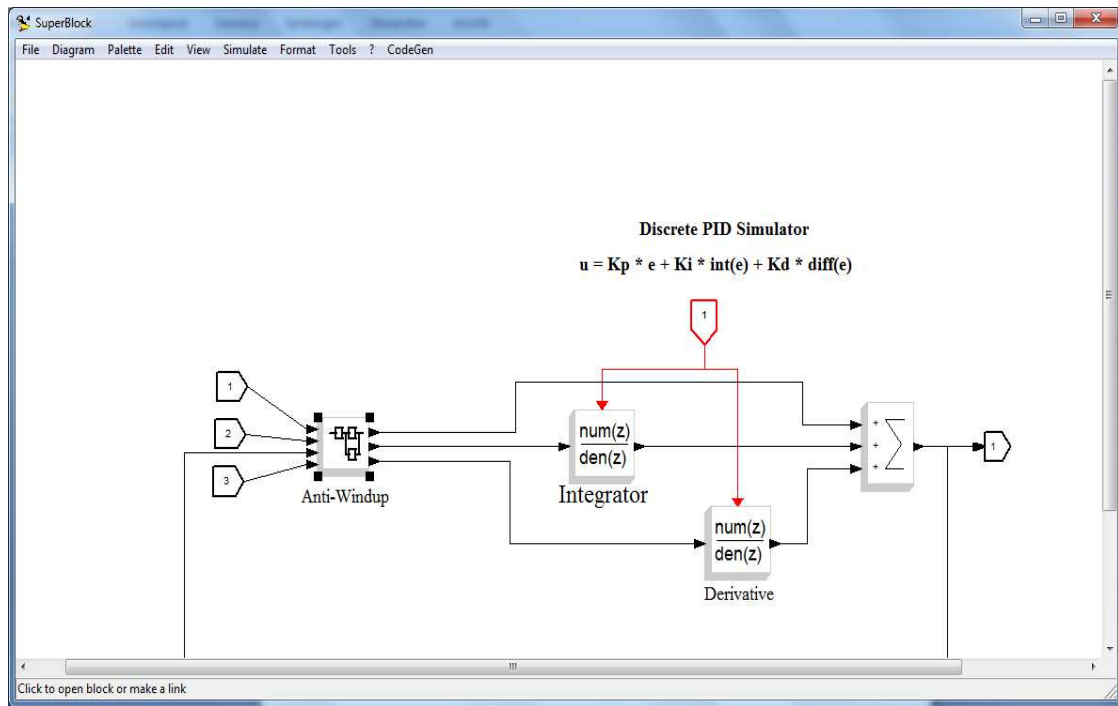 SuperBlock
File Diagram Palette Edit View Simulate Format Tools ? CodeGen
Discrete PID Simulator
u = Kp * e + Ki * int(e) + Kd * diff(e)
1
1
2
3
Anti-Windup
num(z)
den(z)
Integrator
num(z)
den(z)
Derivative
+
+
+
1
Click to open block or make a link